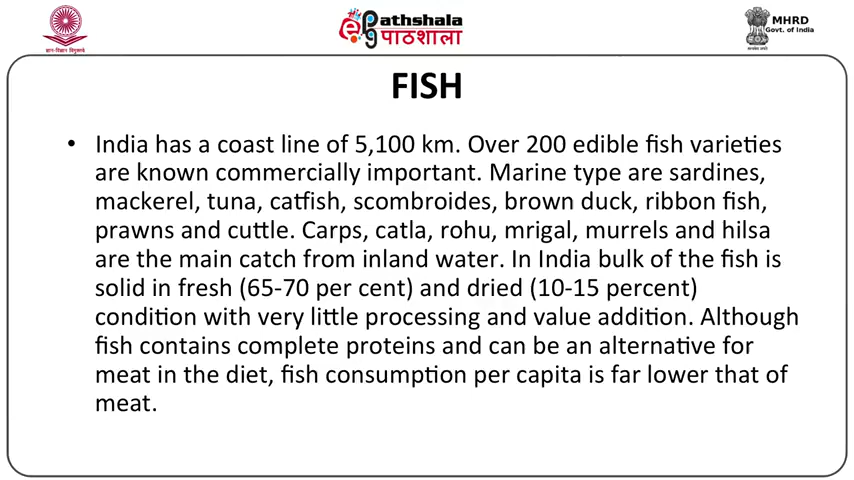 ज्ञान-विज्ञान विमुक्तये
ePathshala
पाठशाला
MHRD
Govt. of India
सत्यमेव जयते
FISH
• India has a coast line of 5,100 km. Over 200 edible fish varieties
are known commercially important. Marine type are sardines,
mackerel, tuna, catfish, scombroides, brown duck, ribbon fish,
prawns and cuttle. Carps, catla, rohu, mrigal, murrels and hilsa
are the main catch from inland water. In India bulk of the fish is
solid in fresh (65-70 per cent) and dried (10-15 percent)
condition with very little processing and value addition. Although
fish contains complete proteins and can be an alternative for
meat in the diet, fish consumption per capita is far lower that of
meat.